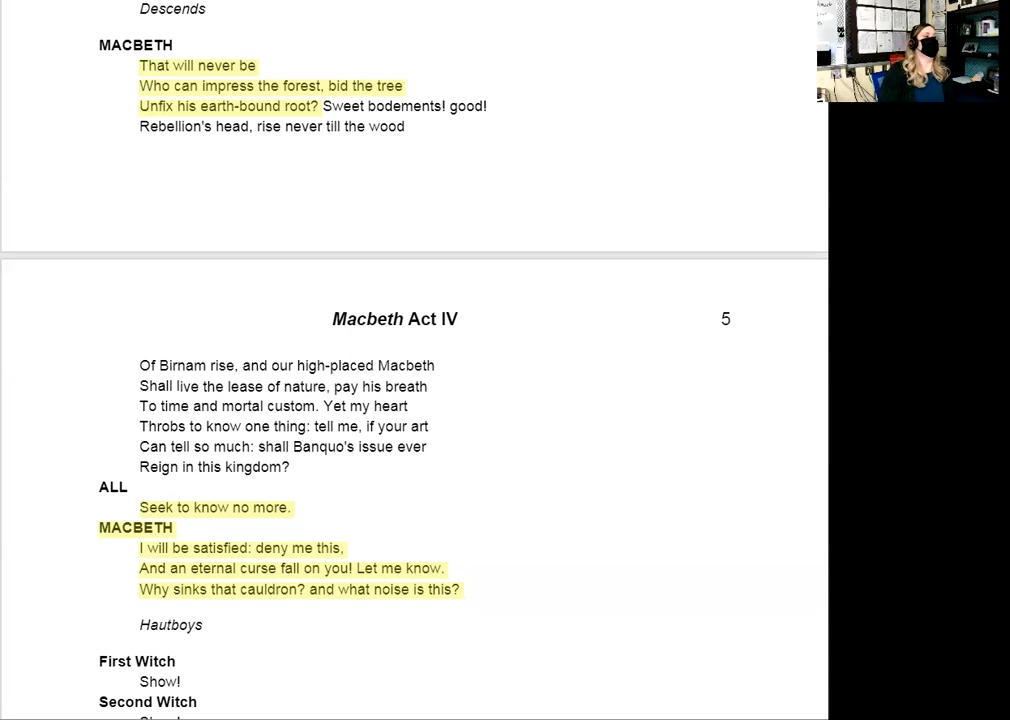 Descends
MACBETH
That will never be
Who can impress the forest, bid the tree
Unfix his earth-bound root? Sweet bodements! good!
Rebellion's head, rise never till the wood
Macbeth Act IV 5
Of Birnam rise, and our high-placed Macbeth
Shall live the lease of nature, pay his breath
To time and mortal custom. Yet my heart
Throbs to know one thing: tell me, if your art
Can tell so much: shall Banquo's issue ever
Reign in this kingdom?
ALL
Seek to know no more.
MACBETH
I will be satisfied: deny me this,
And an eternal curse fall on you! Let me know.
Why sinks that cauldron? and what noise is this?
Hautboys
First Witch
Show!
Second Witch